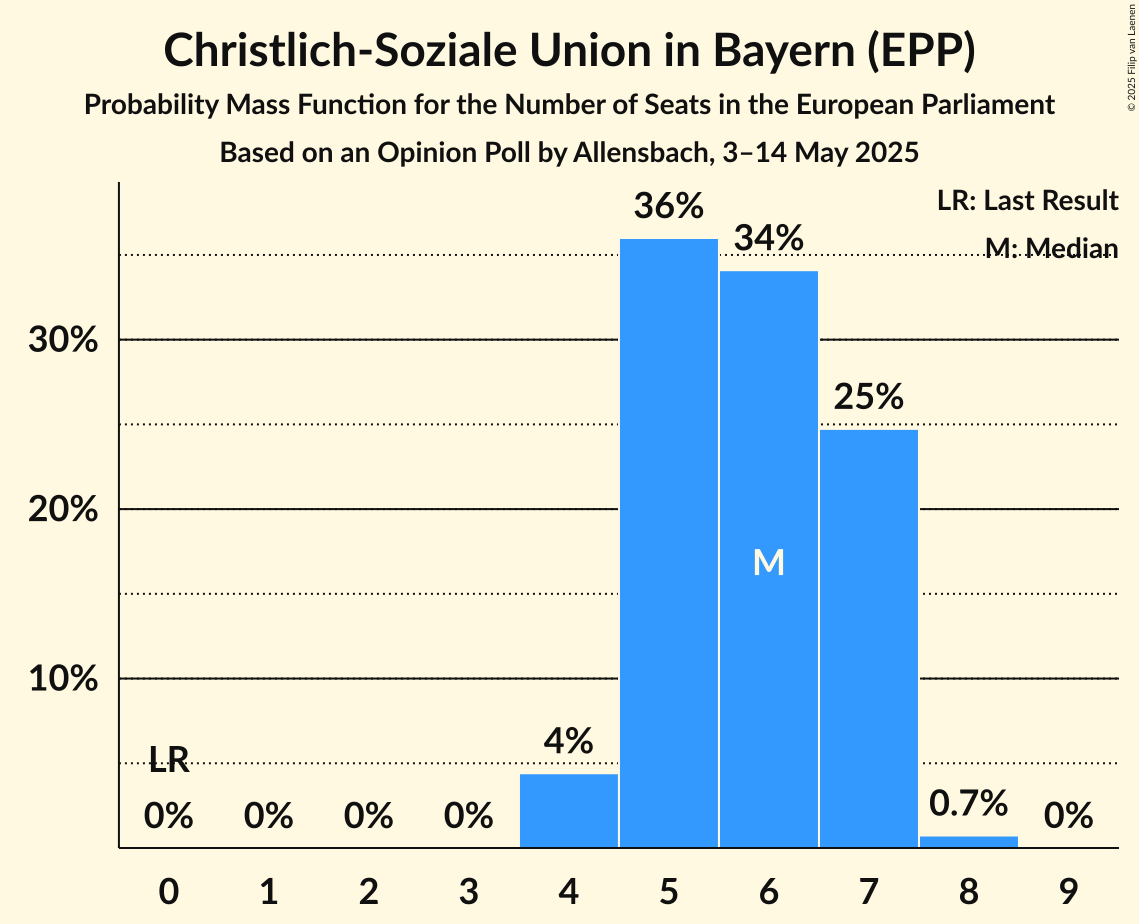 Christlich-Soziale Union in Bayern (EPP)
Probability Mass Function for the Number of Seats in the European Parliament
Based on an Opinion Poll by Allensbach, 3–14 May 2025
© 2025 Filip van Laenen
LR: Last Result
M: Median
36%
34%
30%
25%
20%
M
10%
LR
4%
0%
0%
0%
0%
0.7%
0%
0 1 2 3 4 5 6 7 8 9